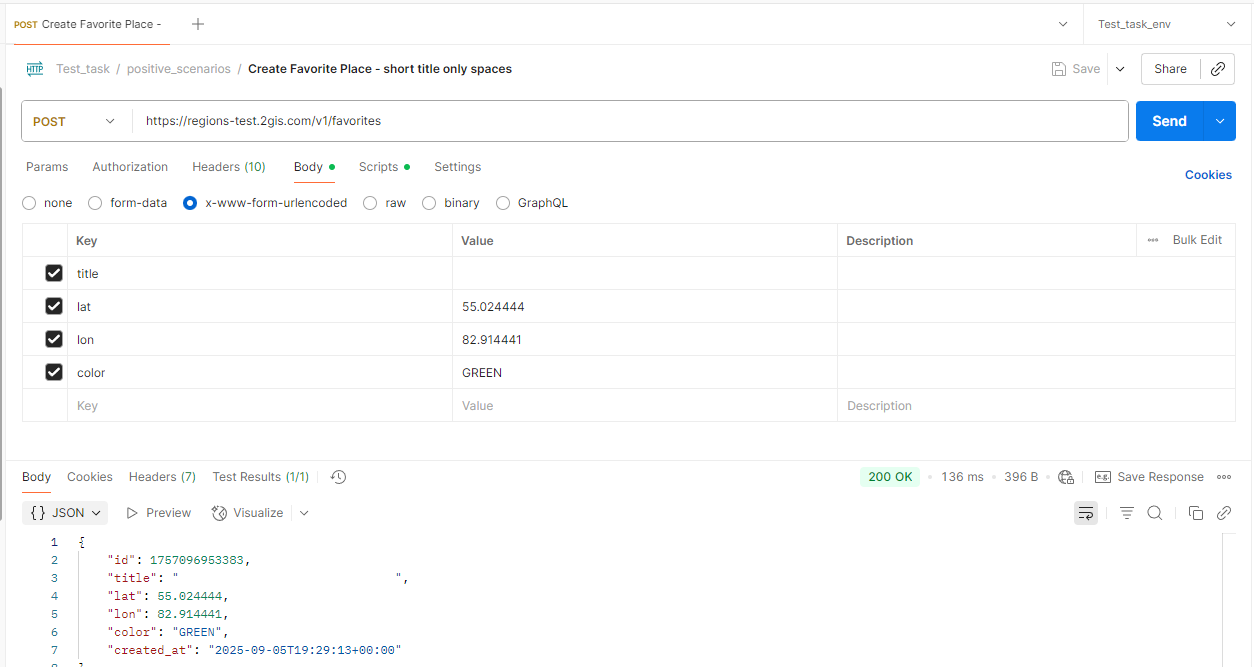 POST Create Favorite Place -
Test_task_env
HTTP Test_task / positive_scenarios / Create Favorite Place - short title only spaces
Save
Share
POST
https://regions-test.2gis.com/v1/favorites
Send
Params Authorization Headers (10) Body Scripts Settings
Cookies
none form-data x-www-form-urlencoded raw binary GraphQL
Key Value Description Bulk Edit
title
lat 55.024444
lon 82.914441
color GREEN
Key Value Description
Body Cookies Headers (7) Test Results (1/1)
200 OK 136 ms 396 B e.g. Save Response
{} JSON Preview Visualize
1 {
2 "id": 1757096953383,
3 "title": "                              ",
4 "lat": 55.024444,
5 "lon": 82.914441,
6 "color": "GREEN",
7 "created_at": "2025-09-05T19:29:13+00:00"